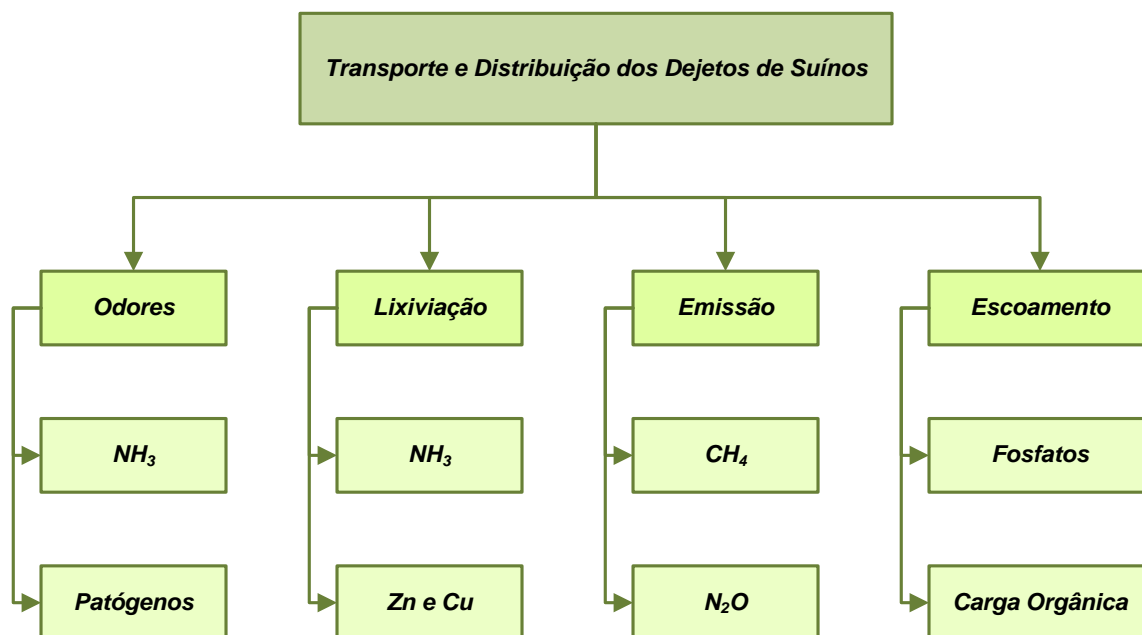 Transporte e Distribuição dos Dejetos de Suínos
Odores
Lixiviação
Emissão
Escoamento
NH₃
NH₃
CH₄
Fosfatos
Patógenos
Zn e Cu
N₂O
Carga Orgânica